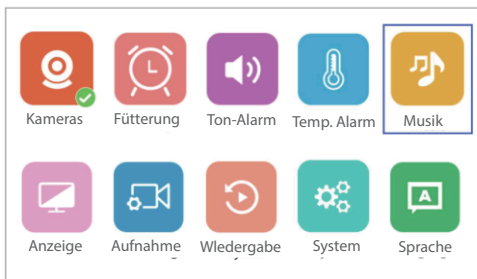 Kameras Fütterung Ton-Alarm Temp. Alarm Musik
Anzeige Aufnahme Wledergabe System Sprache
A